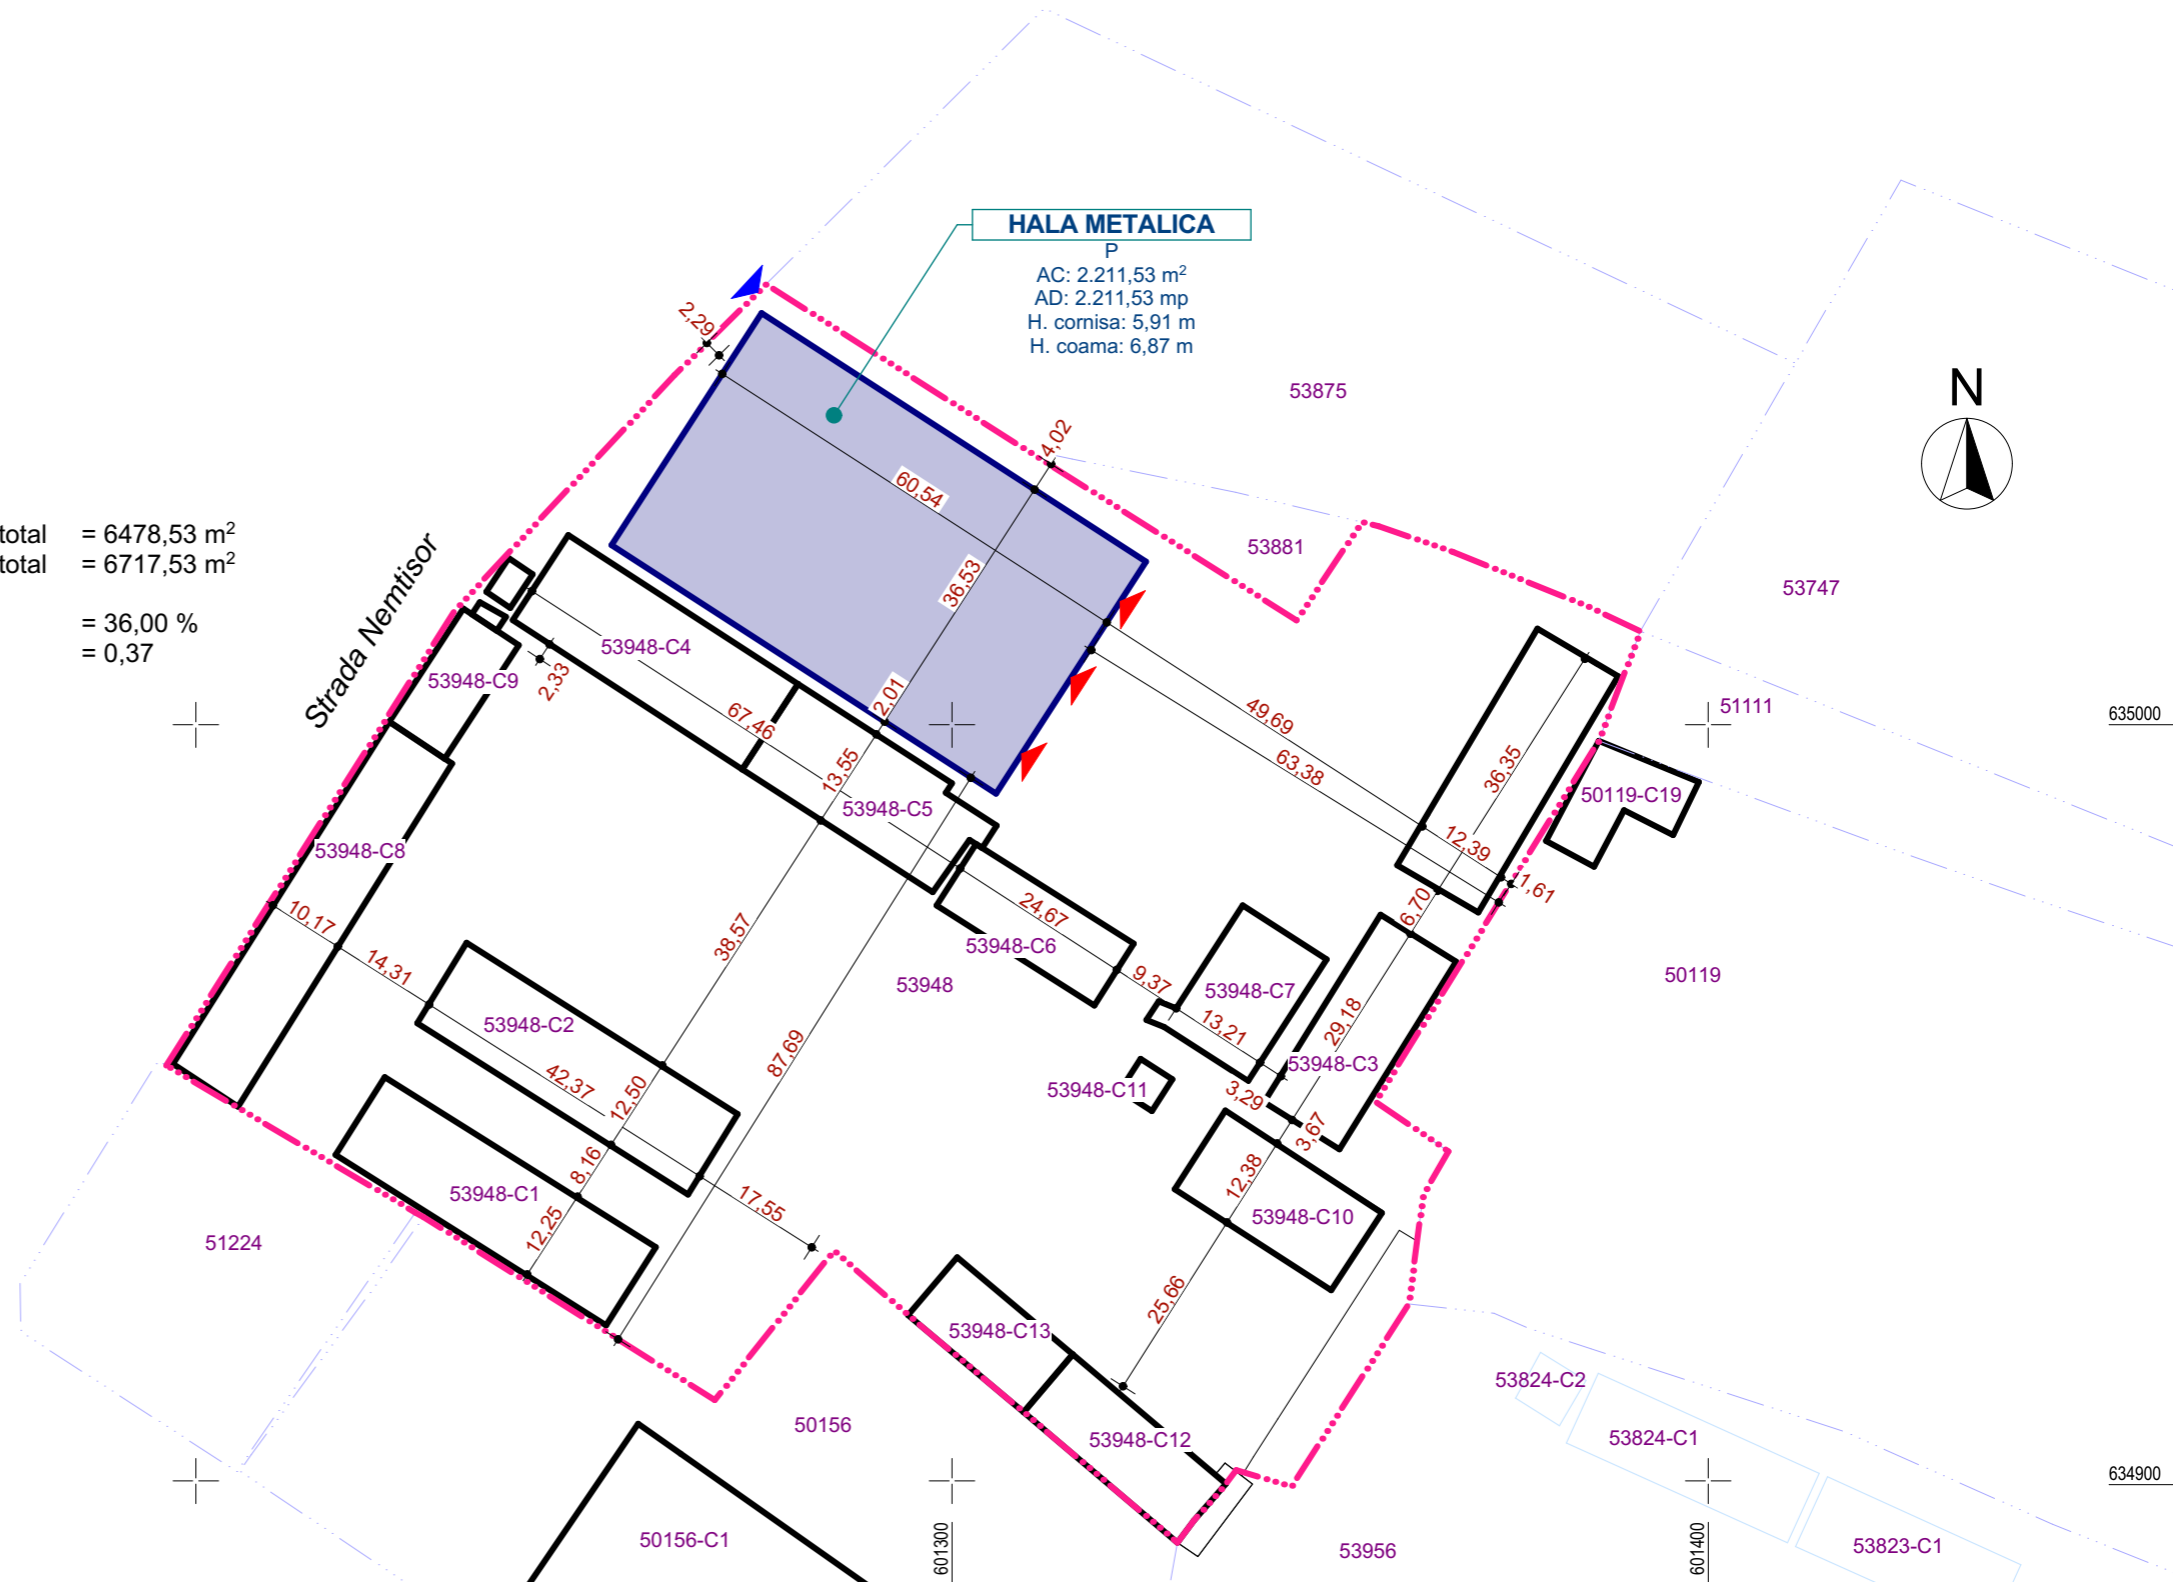 HALA METALICA
P
AC: 2.211,53 m²
AD: 2.211,53 mp
H. cornisa: 5,91 m
H. coama: 6,87 m
2,29
4,02
53875
N
60,54
total = 6478,53 m²
total = 6717,53 m²
= 36,00 %
= 0,37
Strada Nemtisor
53881
36,53
53747
53948-C4
53948-C9
2,33
67,46
2,01
49,69
51111
635000
63,38
36,35
13,55
53948-C5
50119-C19
53948-C8
12,39
1,61
6,70
10,17
14,31
38,57
24,67
53948-C6
9,37
53948
53948-C7
50119
53948-C2
13,21
29,18
87,69
53948-C3
42,37
12,50
53948-C11
3,29
3,67
8,16
12,38
53948-C1
17,55
53948-C10
12,25
51224
25,66
53948-C13
53824-C2
50156
53948-C12
53824-C1
634900
50156-C1
601300
53956
601400
53823-C1